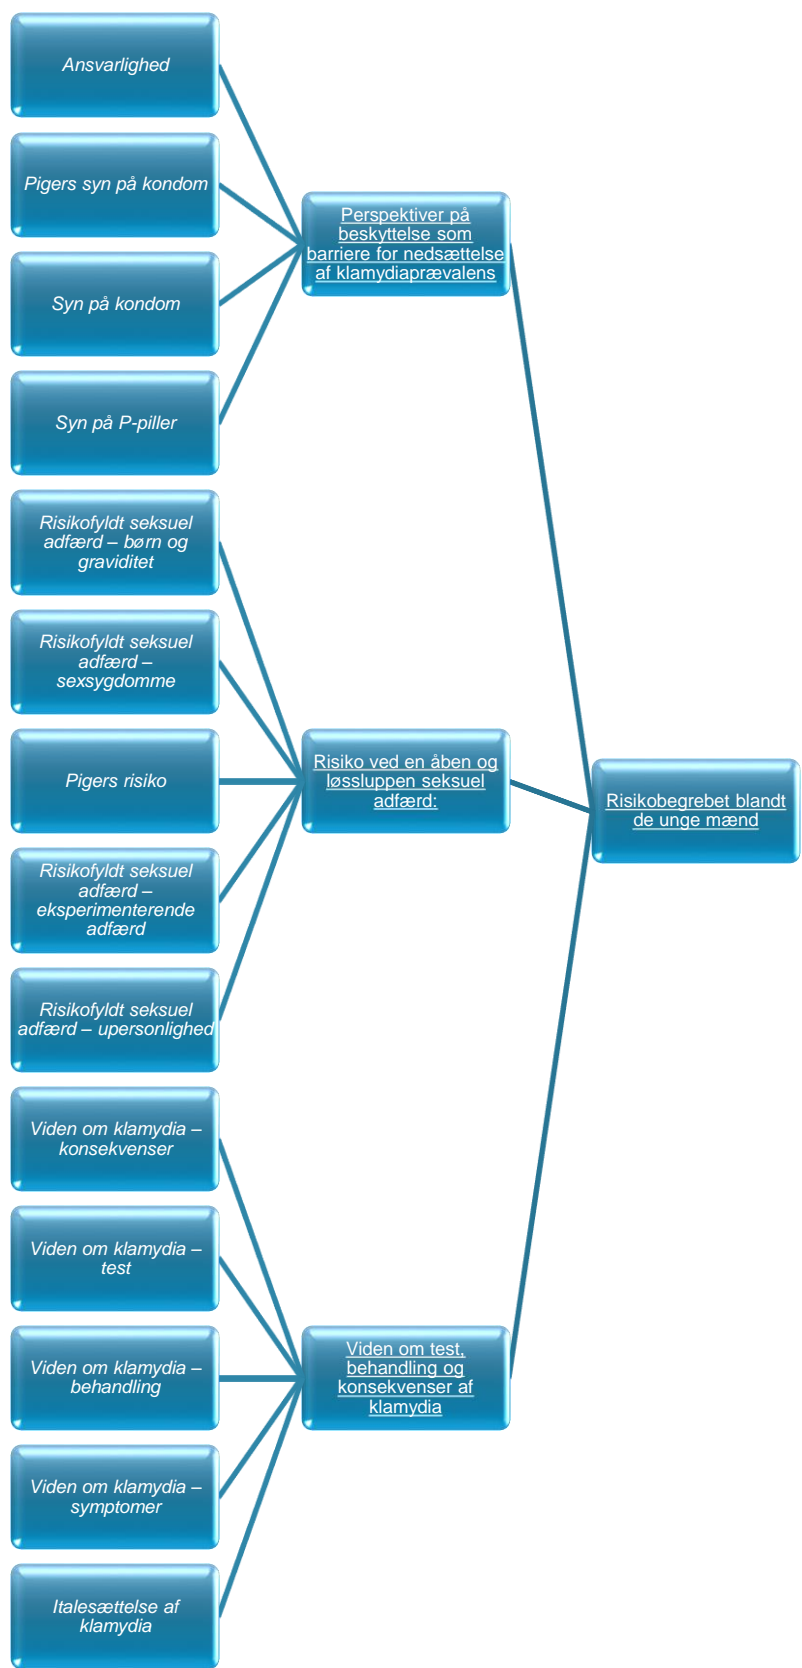 Ansvarlighed
Pigers syn på kondom
Syn på kondom
Syn på P-piller
Risikofyldt seksuel
adfærd – børn og
graviditet
Risikofyldt seksuel
adfærd –
sexsygdomme
Pigers risiko
Risikofyldt seksuel
adfærd –
eksperimenterende
adfærd
Risikofyldt seksuel
adfærd – upersonlighed
Viden om klamydia –
konsekvenser
Viden om klamydia –
test
Viden om klamydia –
behandling
Viden om klamydia –
symptomer
Italesættelse af
klamydia
Perspektiver på
beskyttelse som
barriere for nedsættelse
af klamydiaprævalens
Risiko ved en åben og
løssluppen seksuel
adfærd:
Viden om test,
behandling og
konsekvenser af
klamydia
Risikobegrebet blandt
de unge mænd